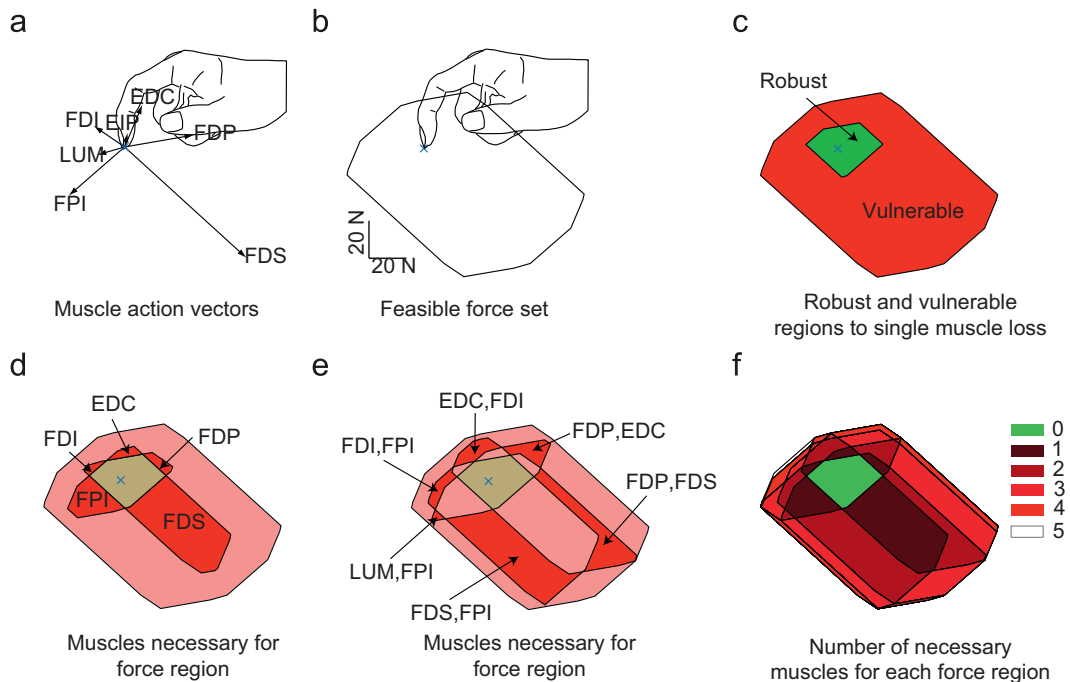 a
EDC
FDI
EIP
FDP
LUM
FPI
FDS
Muscle action vectors
b
20 N
20 N
Feasible force set
c
Robust
Vulnerable
Robust and vulnerable
regions to single muscle loss
d
EDC
FDI
FDP
FPI
FDS
Muscles necessary for
force region
e
EDC,FDI
FDP,EDC
FDI,FPI
FDP,FDS
LUM,FPI
FDS,FPI
Muscles necessary for
force region
f
0
1
2
3
4
5
Number of necessary
muscles for each force region